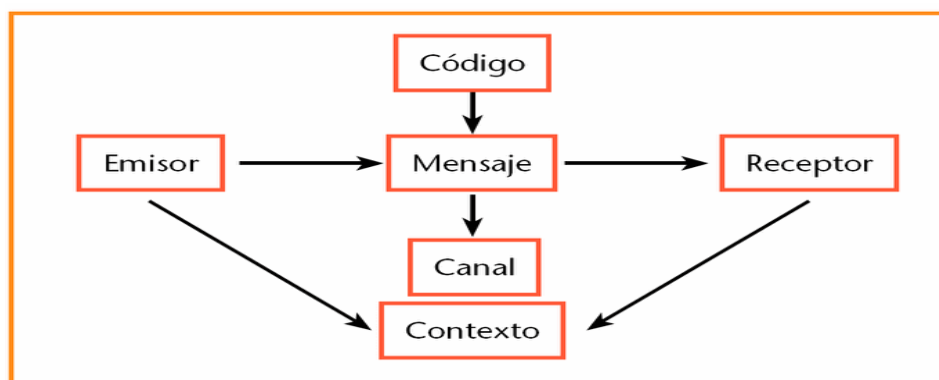 Código
Emisor
Mensaje
Receptor
Canal
Contexto